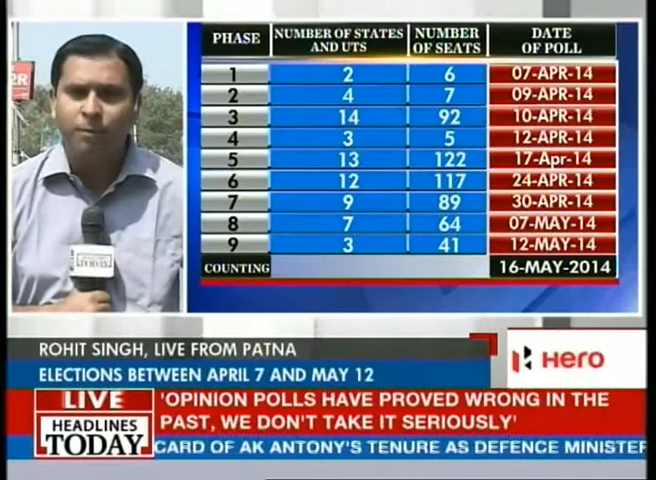 2R
PHASE NUMBER OF STATES AND UTS NUMBER OF SEATS DATE OF POLL
1 2 6 07-APR-14
2 4 7 09-APR-14
3 14 92 10-APR-14
4 3 5 12-APR-14
5 13 122 17-Apr-14
6 12 117 24-APR-14
7 9 89 30-APR-14
8 7 64 07-MAY-14
9 3 41 12-MAY-14
COUNTING 16-MAY-2014
HEADLINES
TODAY
ROHIT SINGH, LIVE FROM PATNA
Hero
ELECTIONS BETWEEN APRIL 7 AND MAY 12
LIVE
'OPINION POLLS HAVE PROVED WRONG IN THE
PAST, WE DON'T TAKE IT SERIOUSLY'
HEADLINES
TODAY
CARD OF AK ANTONY'S TENURE AS DEFENCE MINISTER